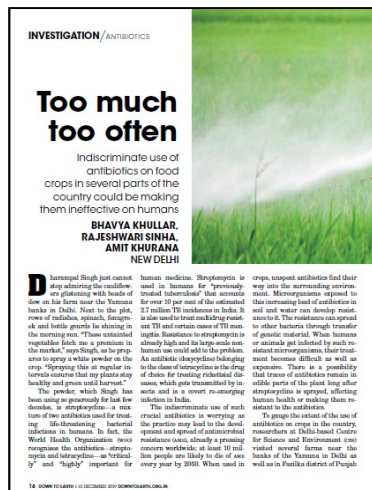 INVESTIGATION/ANTIBIOTICS
Too much
too often
Indiscriminate use of
antibiotics on food
crops in several parts of the
country could be making
them ineffective on humans
BHAVYA KHULLAR,
RAJESHWARI SINHA,
AMIT KHURANA
NEW DELHI
Dharampal Singh just cannot
stop admiring the cauliflow-
ers glistening with beads of
dew on his farm near the Yamuna
banks in Delhi. Next to the plot,
rows of radishes, spinach, fenugre-
ek and bottle gourds lie shining in
the morning sun. "These untainted
vegetables fetch me a premium in
the market," says Singh, as he prep-
ares to spray a white powder on the
crop. "Spraying this at regular in-
tervals ensures that my plants stay
healthy and green until harvest."
The powder, which Singh has
been using so generously for last few
decades, is streptocycline—a mix-
ture of two antibiotics used for treat-
ing life-threatening bacterial
infections in humans. In fact, the
World Health Organization (WHO)
recognises the antibiotics—strepto-
mycin and tetracycline—as "critical-
ly" and "highly" important for
human medicine. Streptomycin is
used in humans for "previously-
treated tuberculosis" that accounts
for over 10 per cent of the estimated
2.7 million TB incidences in India. It
is also used to treat multidrug-resist-
ant TB and certain cases of TB men-
ingitis. Resistance to streptomycin is
already high and its large-scale non-
human use could add to the problem.
An antibiotic (doxycycline) belonging
to the class of tetracycline is the drug
of choice for treating rickettsial dis-
eases, which gets transmitted by in-
sects and is a covert re-emerging
infection in India.
The indiscriminate use of such
crucial antibiotics is worrying as
the practice may lead to the devel-
opment and spread of antimicrobial
resistance (AMR), already a pressing
concern worldwide; at least 10 mil-
lion people are likely to die of AMR
every year by 2050. When used in
crops, unspent antibiotics find their
way into the surrounding environ-
ment. Microorganisms exposed to
this increasing load of antibiotics in
soil and water can develop resist-
ance to it. The resistance can spread
to other bacteria through transfer
of genetic material. When humans
or animals get infected by such re-
sistant microorganisms, their treat-
ment becomes difficult as well as
expensive. There is a possibility
that traces of antibiotics remain in
edible parts of the plant long after
streptocycline is sprayed, affecting
human health or making them re-
sistant to the antibiotics.
To gauge the extent of the use of
antibiotics on crops in the country,
researchers at Delhi-based Centre
for Science and Environment (CSE)
visited several farms near the
banks of the Yamuna in Delhi as
well as in Fazilka district of Punjab
16 DOWN TO EARTH 1-15 DECEMBER 2019 DOWNTOEARTH.ORG.IN